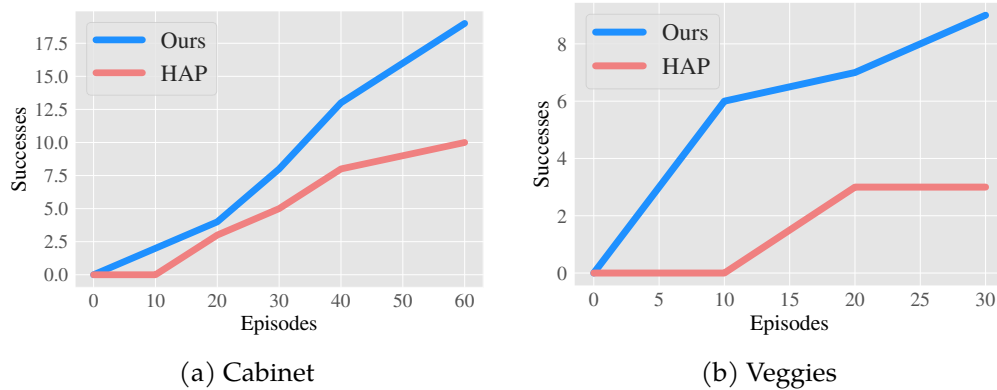 Ours
HAP
17.5
15.0
12.5
10.0
7.5
5.0
2.5
0.0
Successes
0 10 20 30 40 50 60
Episodes
(a) Cabinet
Ours
HAP
8
6
4
2
0
Successes
0 5 10 15 20 25 30
Episodes
(b) Veggies